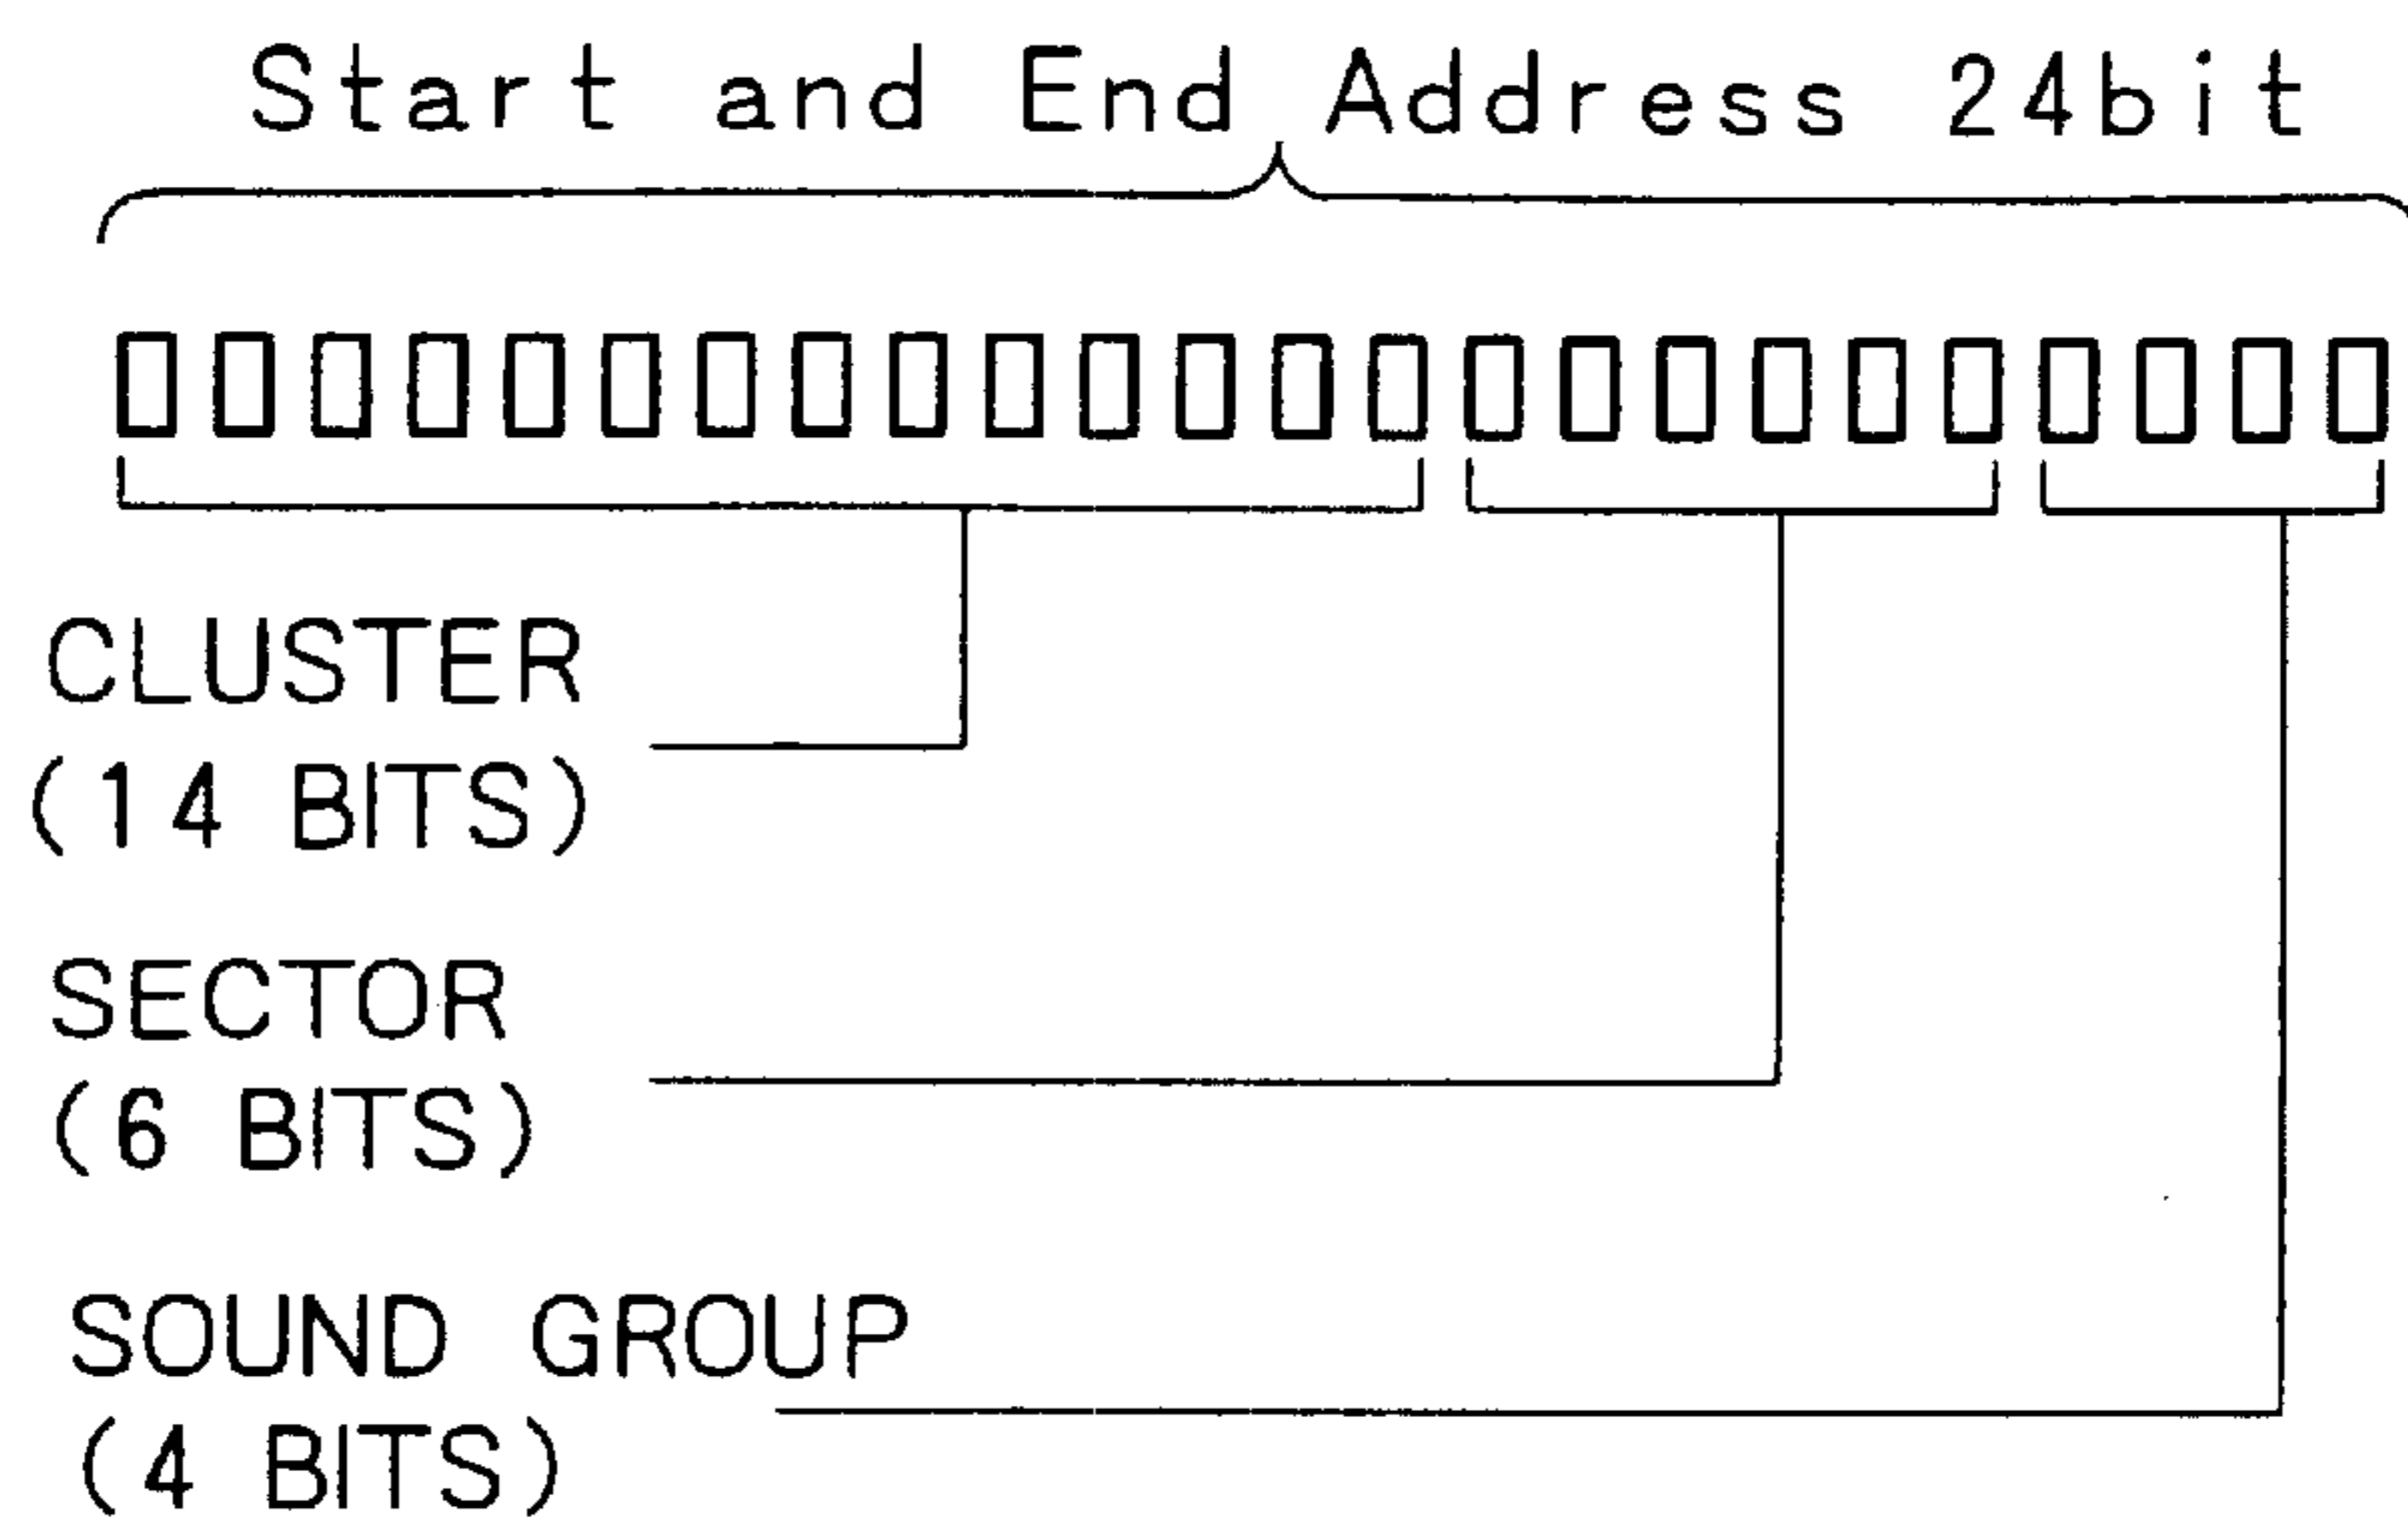 Start and End Address 24bit
CLUSTER
(14 BITS)
SECTOR
(6 BITS)
SOUND GROUP
(4 BITS)